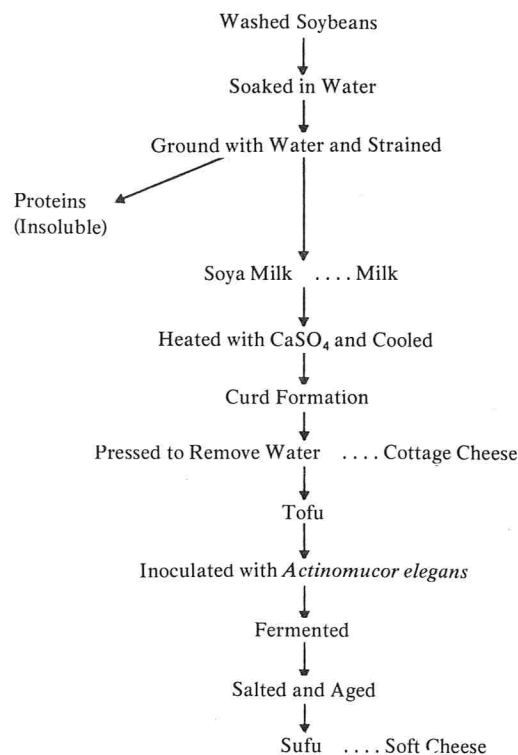 Washed Soybeans
Soaked in Water
Ground with Water and Strained
Proteins
(Insoluble)
Soya Milk .... Milk
Heated with CaSO₄ and Cooled
Curd Formation
Pressed to Remove Water .... Cottage Cheese
Tofu
Inoculated with Actinomucor elegans
Fermented
Salted and Aged
Sufu .... Soft Cheese